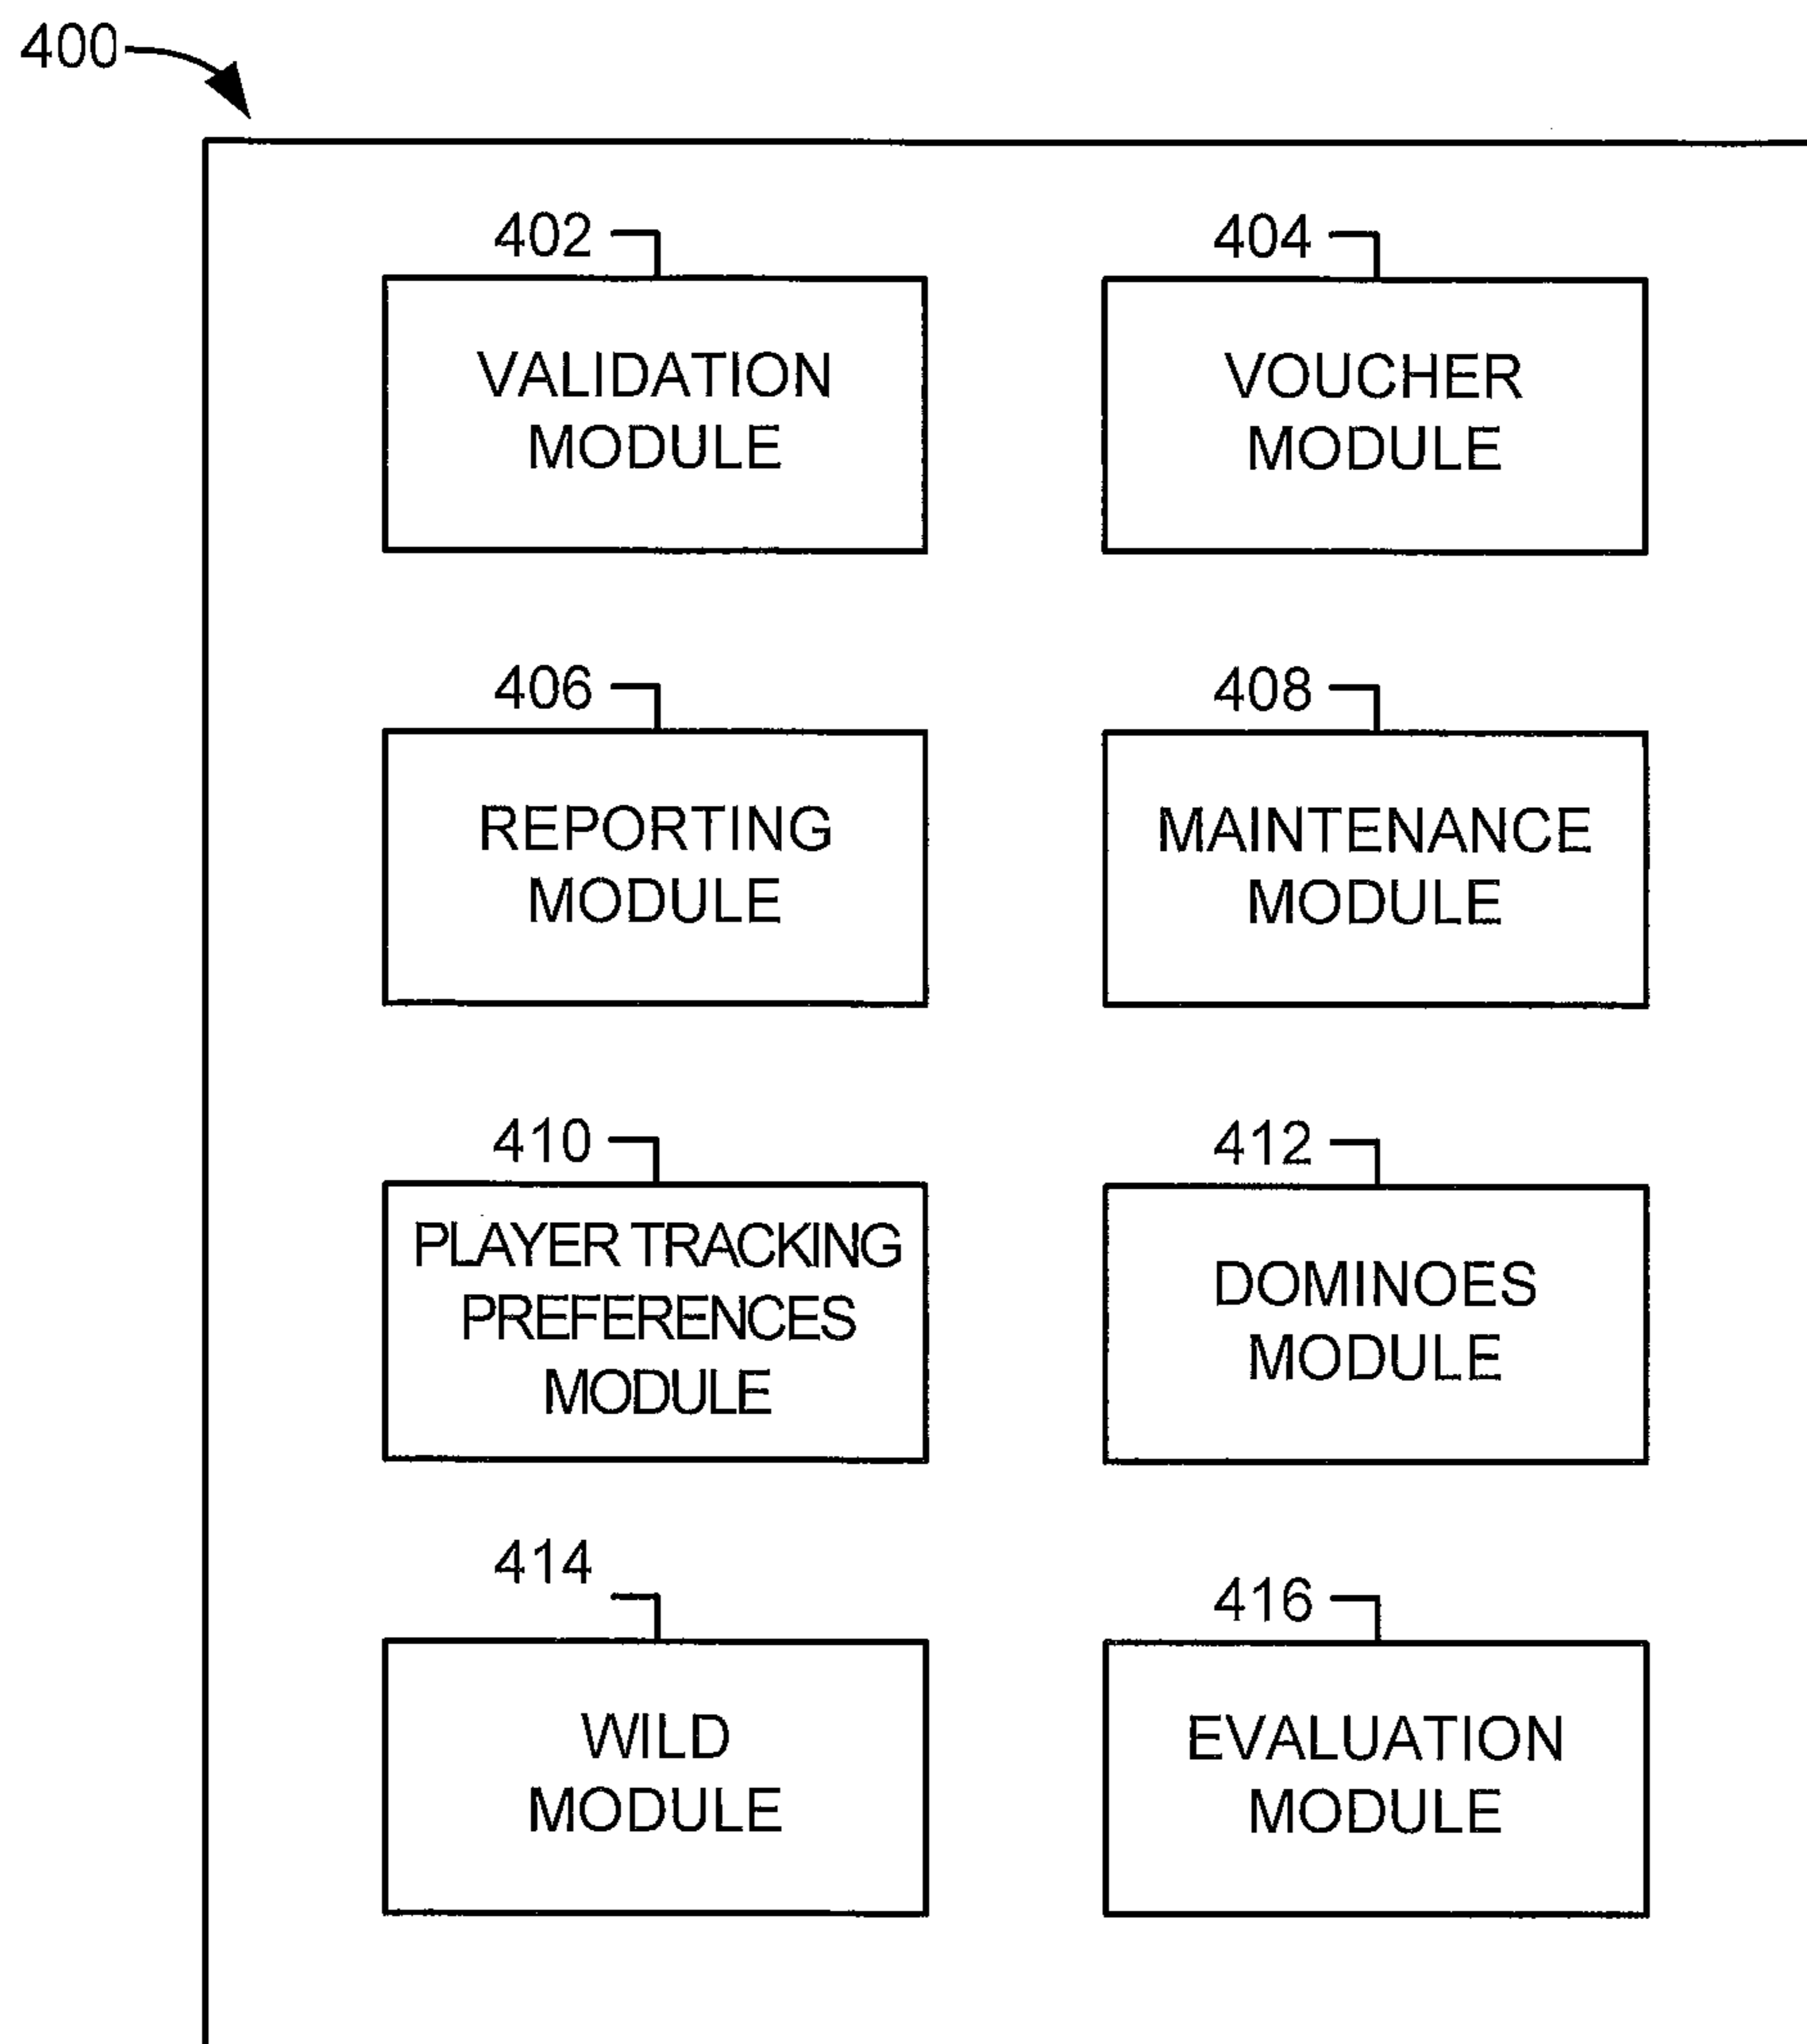 400
402
VALIDATION
MODULE
404
VOUCHER
MODULE
406
REPORTING
MODULE
408
MAINTENANCE
MODULE
410
PLAYER TRACKING
PREFERENCES
MODULE
412
DOMINOES
MODULE
414
WILD
MODULE
416
EVALUATION
MODULE